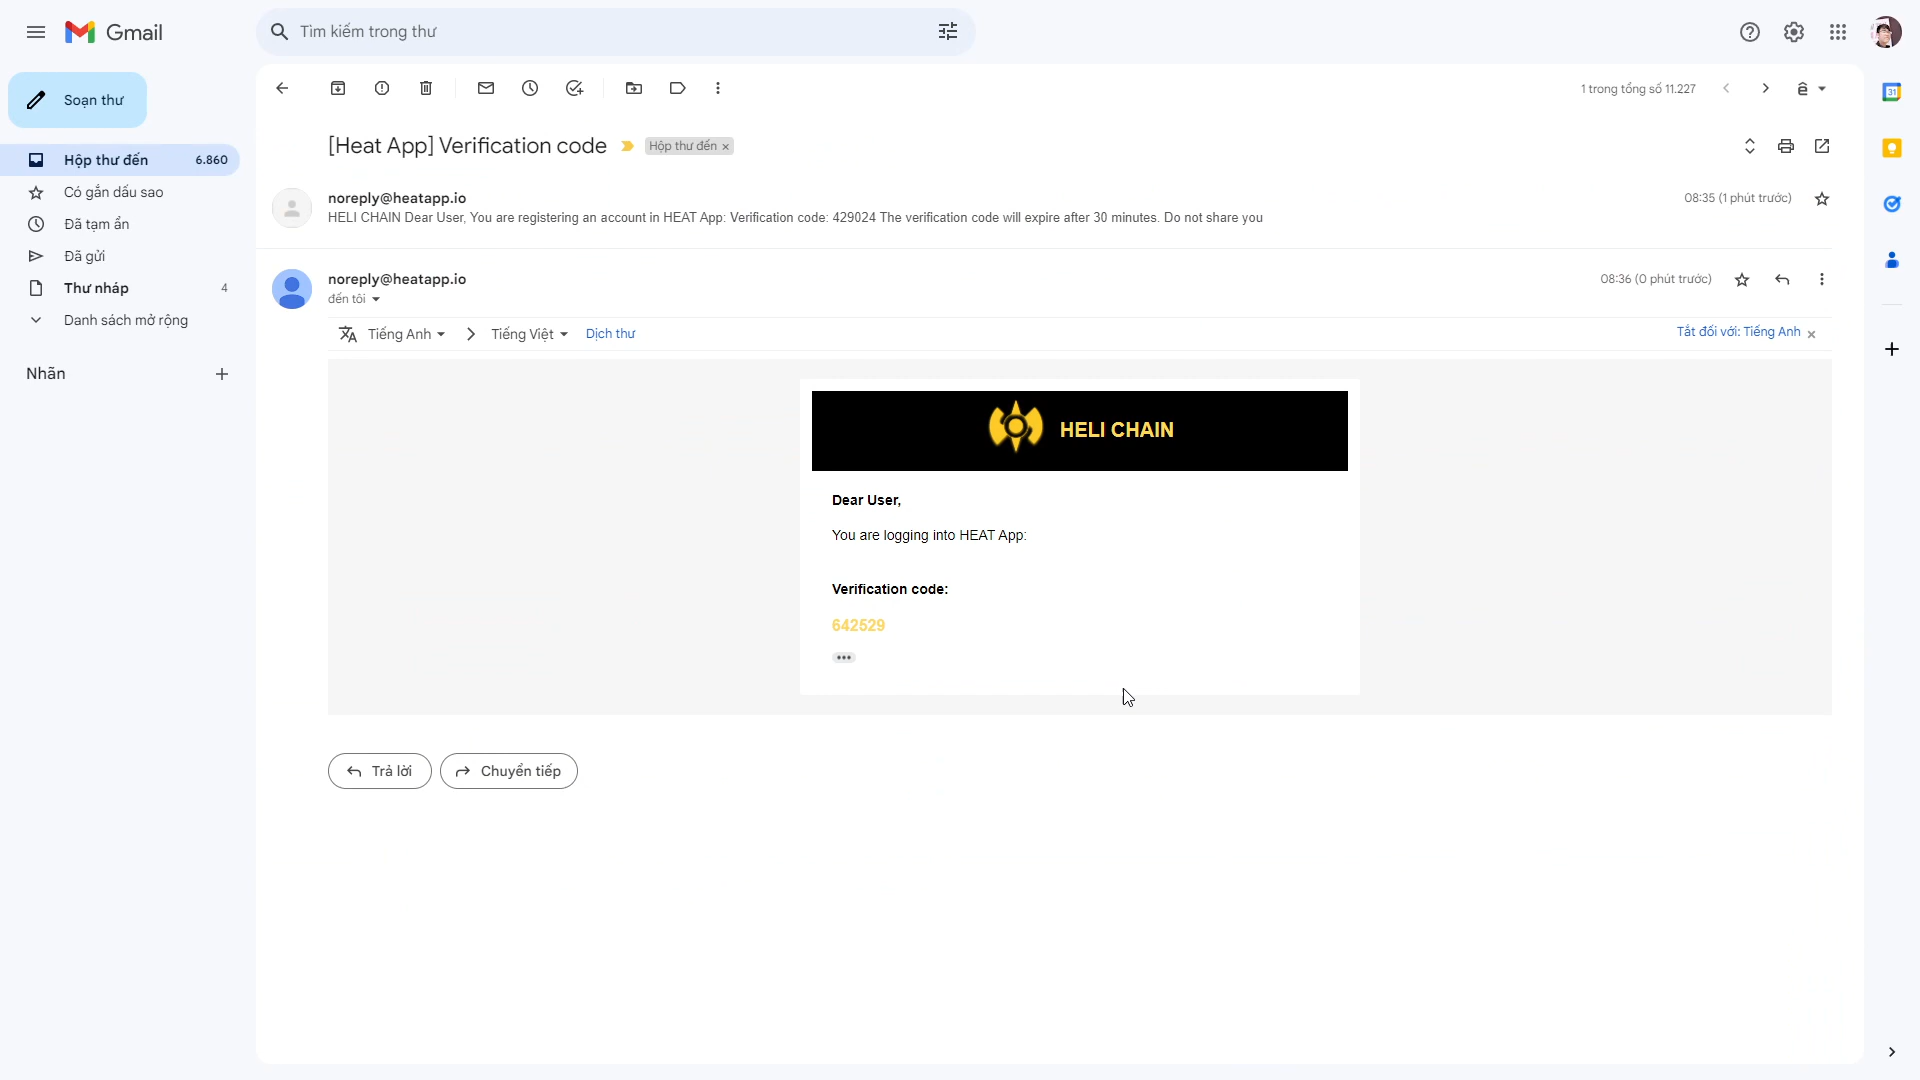 Gmail
Tìm kiếm trong thư
Soạn thư
1 trong tổng số 11.227
31
Hộp thư đến 6.860
Có gắn dấu sao
Đã tạm ẩn
Đã gửi
Thư nháp 4
Danh sách mở rộng
Nhãn
[Heat App] Verification code Hộp thư đến ×
noreply@heatapp.io 08:35 (1 phút trước)
HELI CHAIN Dear User, You are registering an account in HEAT App: Verification code: 429024 The verification code will expire after 30 minutes. Do not share you
noreply@heatapp.io 08:36 (0 phút trước)
đến tôi
Tiếng Anh Tiếng Việt Dịch thư Tắt đối với: Tiếng Anh ×
HELI CHAIN
Dear User,
You are logging into HEAT App:
Verification code:
642529
Trả lời Chuyển tiếp